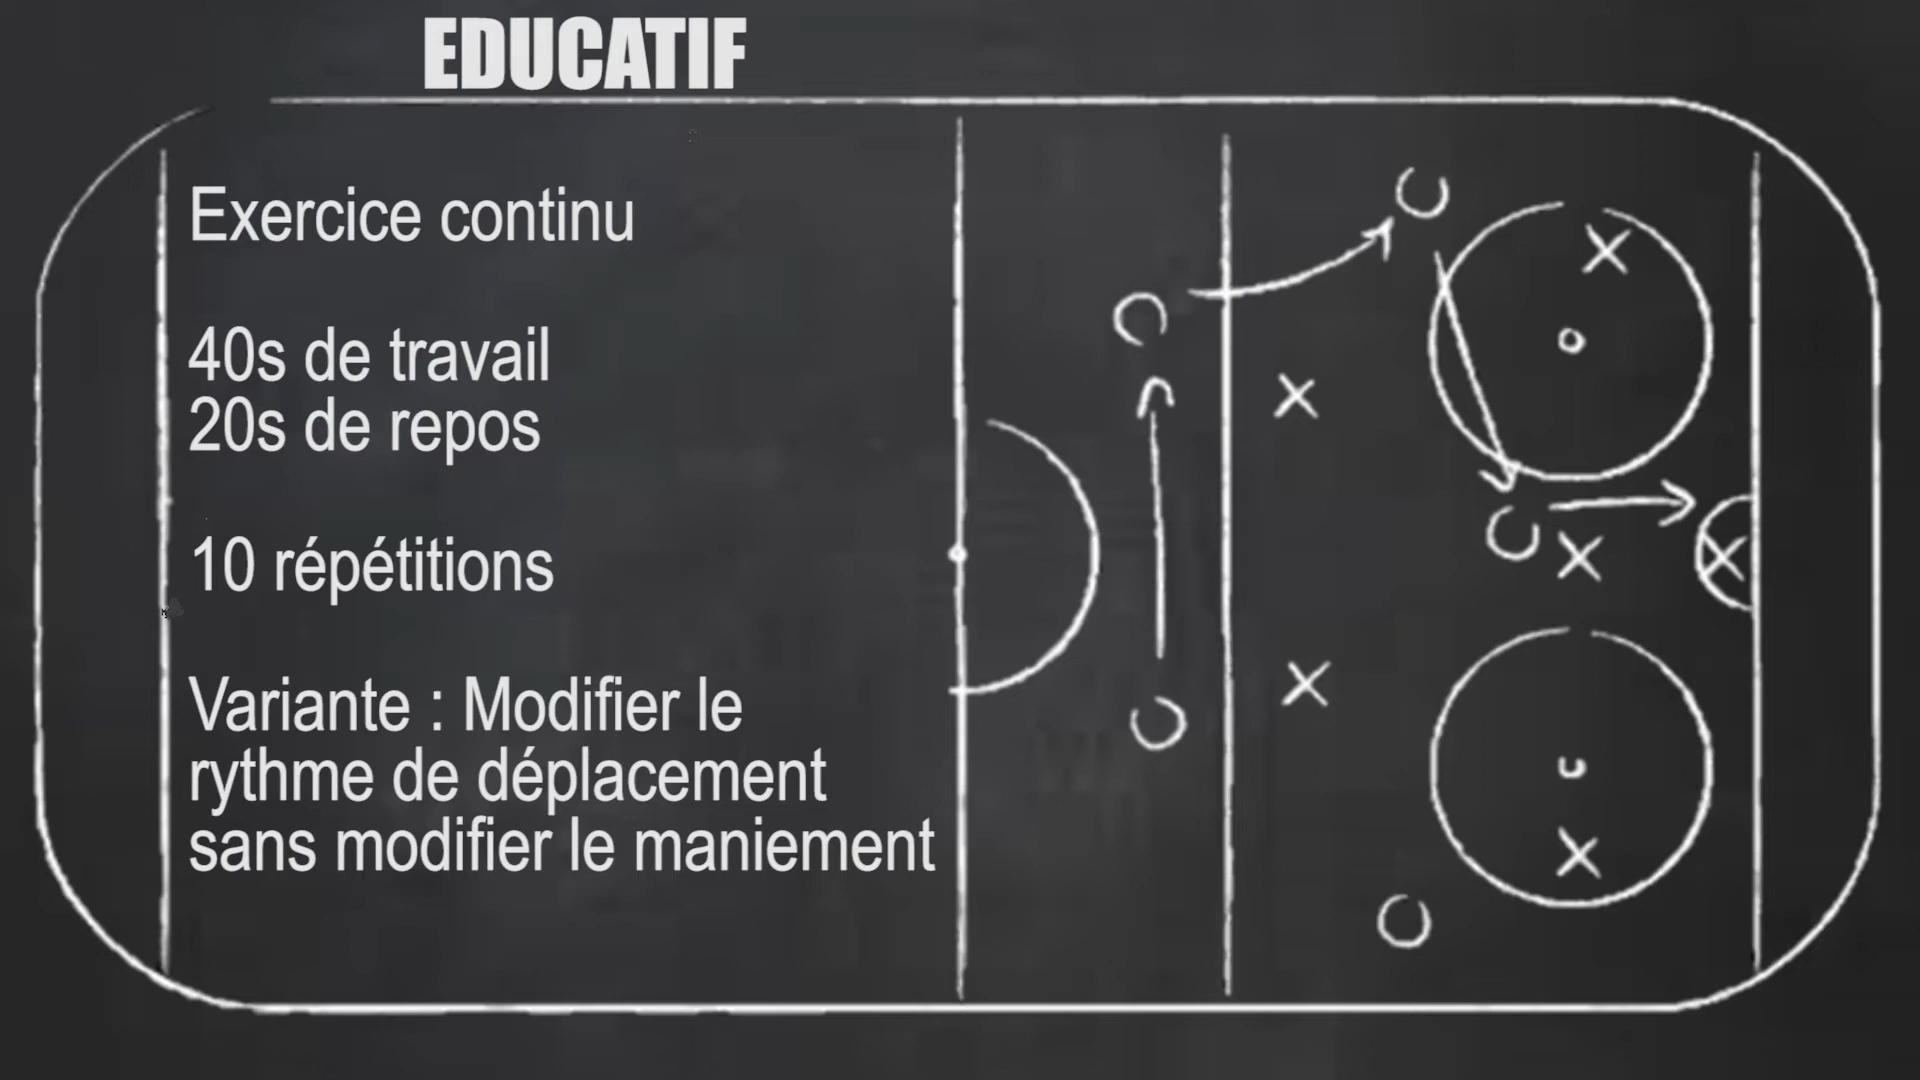 EDUCATIF
Exercice continu
40s de travail
20s de repos
10 répétitions
Variante : Modifier le
rythme de déplacement
sans modifier le maniement